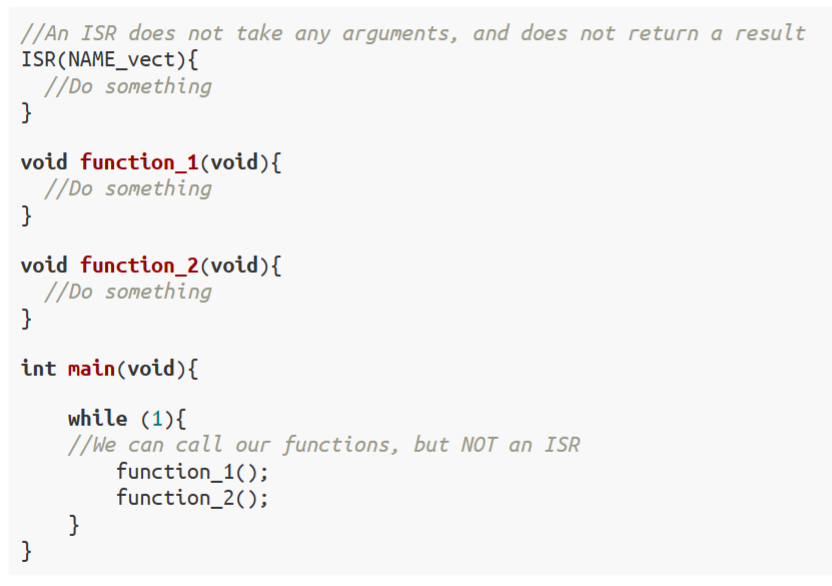 //An ISR does not take any arguments, and does not return a result
ISR(NAME_vect){
  //Do something
}

void function_1(void){
  //Do something
}

void function_2(void){
  //Do something
}

int main(void){

    while (1){
    //We can call our functions, but NOT an ISR
        function_1();
        function_2();
    }
}